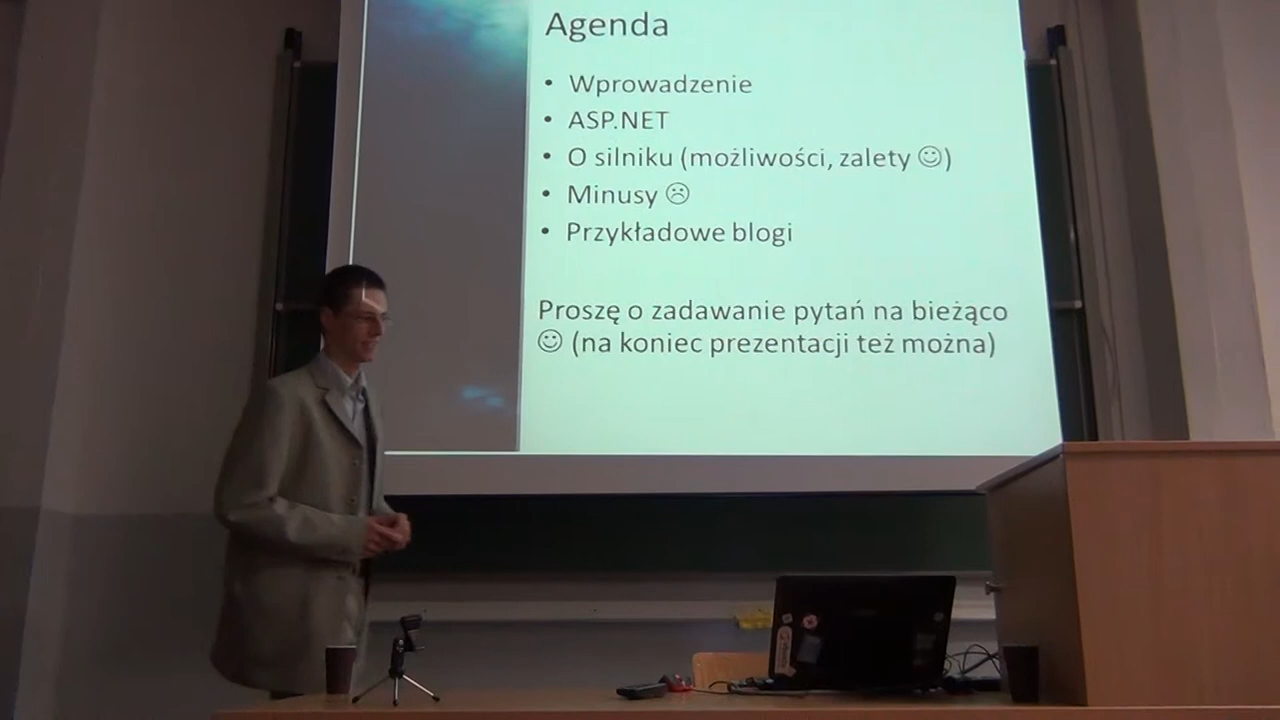 Agenda
• Wprowadzenie
• ASP.NET
• O silniku (możliwości, zalety ☺)
• Minusy ☹
• Przykładowe blogi
Proszę o zadawanie pytań na bieżąco
☺ (na koniec prezentacji też można)